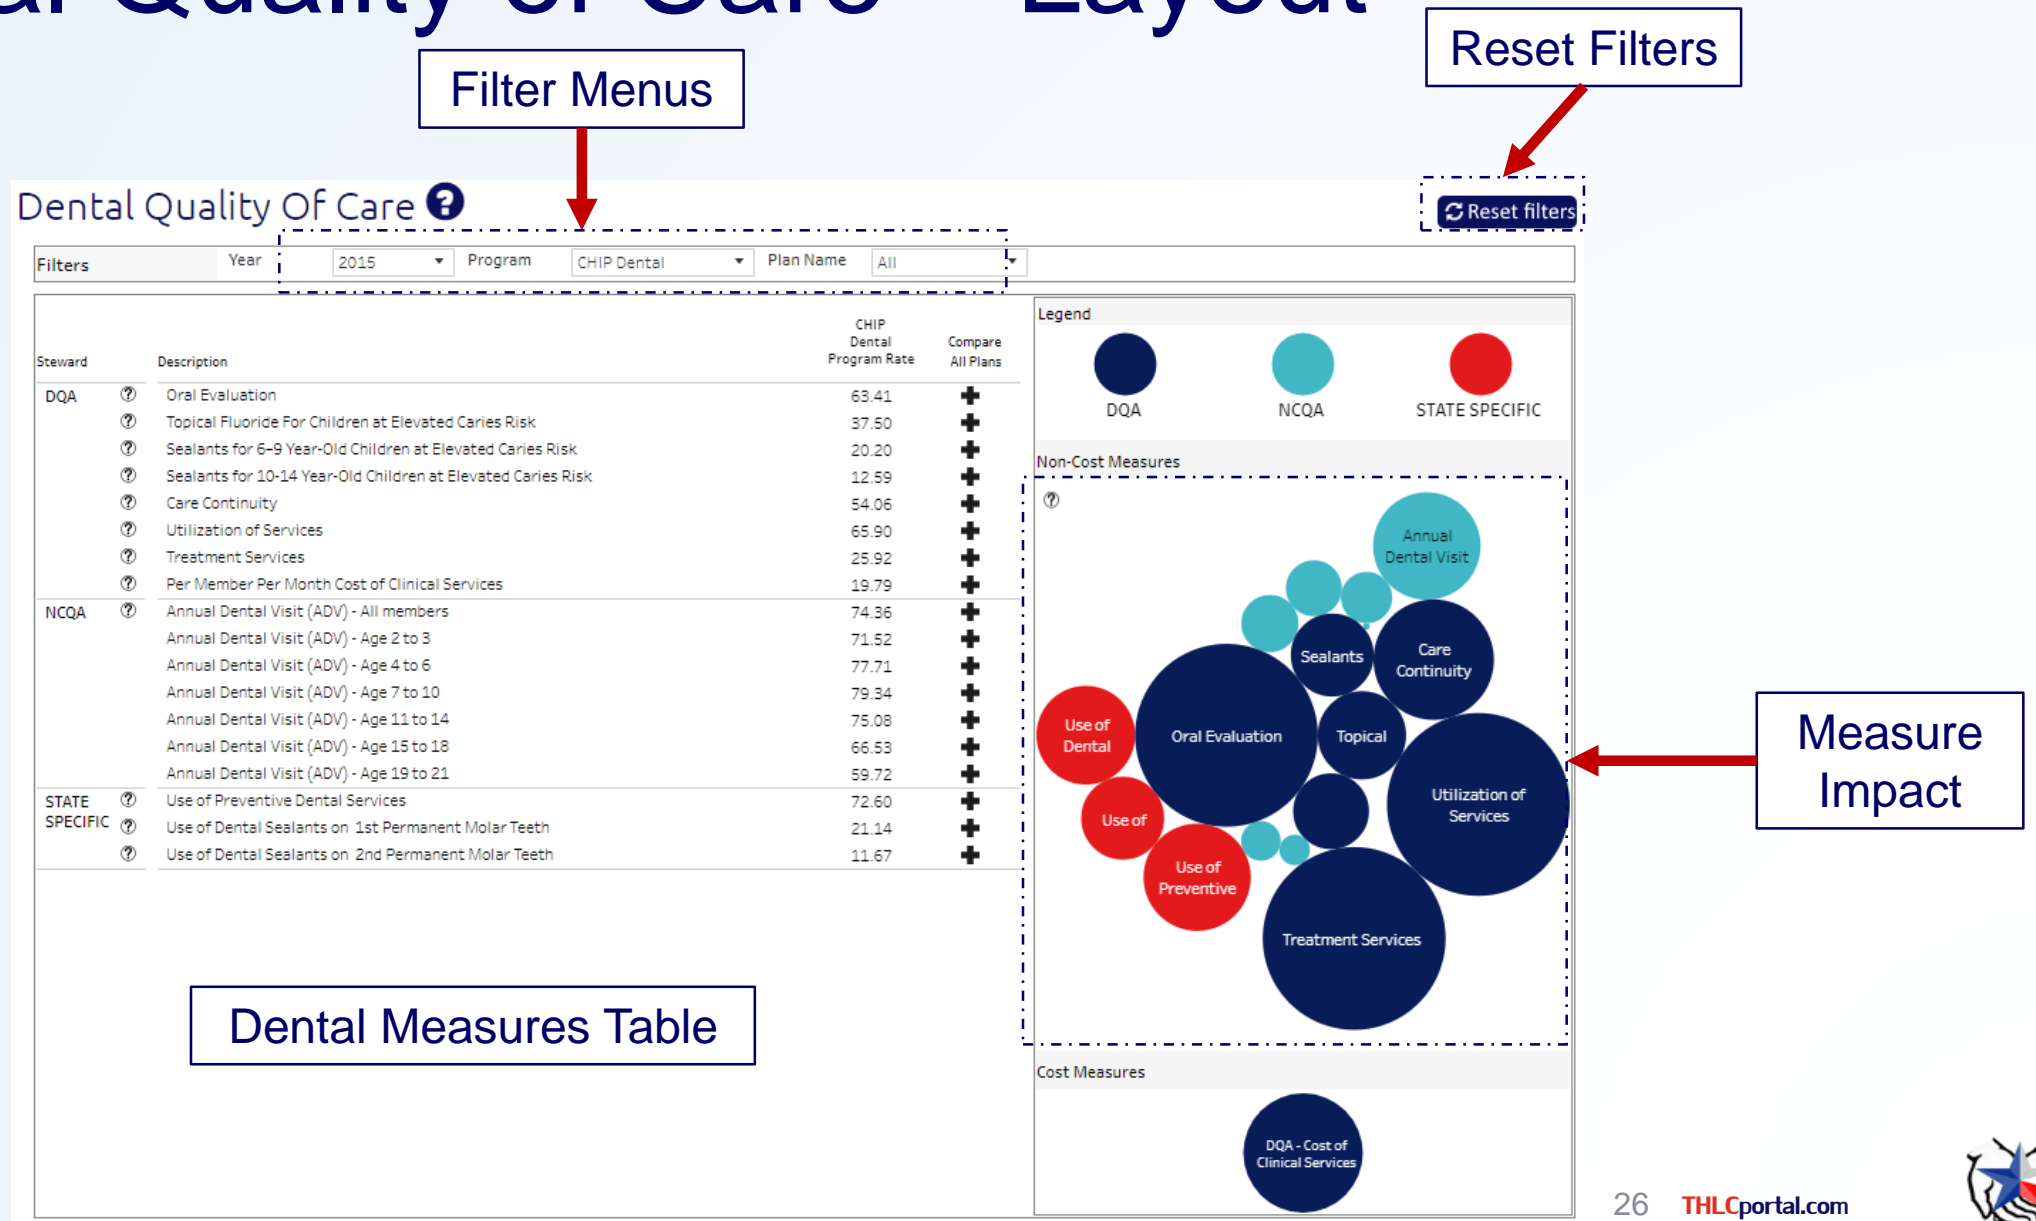 al Quality of Care – Layout
Filter Menus
Reset Filters
Dental Quality Of Care ?
Reset filters
Filters Year 2015 Program CHIP Dental Plan Name All
Steward Description CHIP Dental Program Rate Compare All Plans
DQA ? Oral Evaluation 63.41
? Topical Fluoride For Children at Elevated Caries Risk 37.50
? Sealants for 6–9 Year-Old Children at Elevated Caries Risk 20.20
? Sealants for 10-14 Year-Old Children at Elevated Caries Risk 12.59
? Care Continuity 54.06
? Utilization of Services 65.90
? Treatment Services 25.92
? Per Member Per Month Cost of Clinical Services 19.79
NCQA ? Annual Dental Visit (ADV) - All members 74.36
Annual Dental Visit (ADV) - Age 2 to 3 71.52
Annual Dental Visit (ADV) - Age 4 to 6 77.71
Annual Dental Visit (ADV) - Age 7 to 10 79.34
Annual Dental Visit (ADV) - Age 11 to 14 75.08
Annual Dental Visit (ADV) - Age 15 to 18 66.53
Annual Dental Visit (ADV) - Age 19 to 21 59.72
STATE SPECIFIC ? Use of Preventive Dental Services 72.60
? Use of Dental Sealants on 1st Permanent Molar Teeth 21.14
? Use of Dental Sealants on 2nd Permanent Molar Teeth 11.67
Dental Measures Table
Legend
DQA NCQA STATE SPECIFIC
Non-Cost Measures
?
Annual
Dental Visit
Sealants
Care
Continuity
Use of
Dental
Oral Evaluation
Topical
Utilization of
Services
Use of
Use of
Preventive
Treatment Services
Measure
Impact
Cost Measures
DQA - Cost of
Clinical Services
26 THLCportal.com